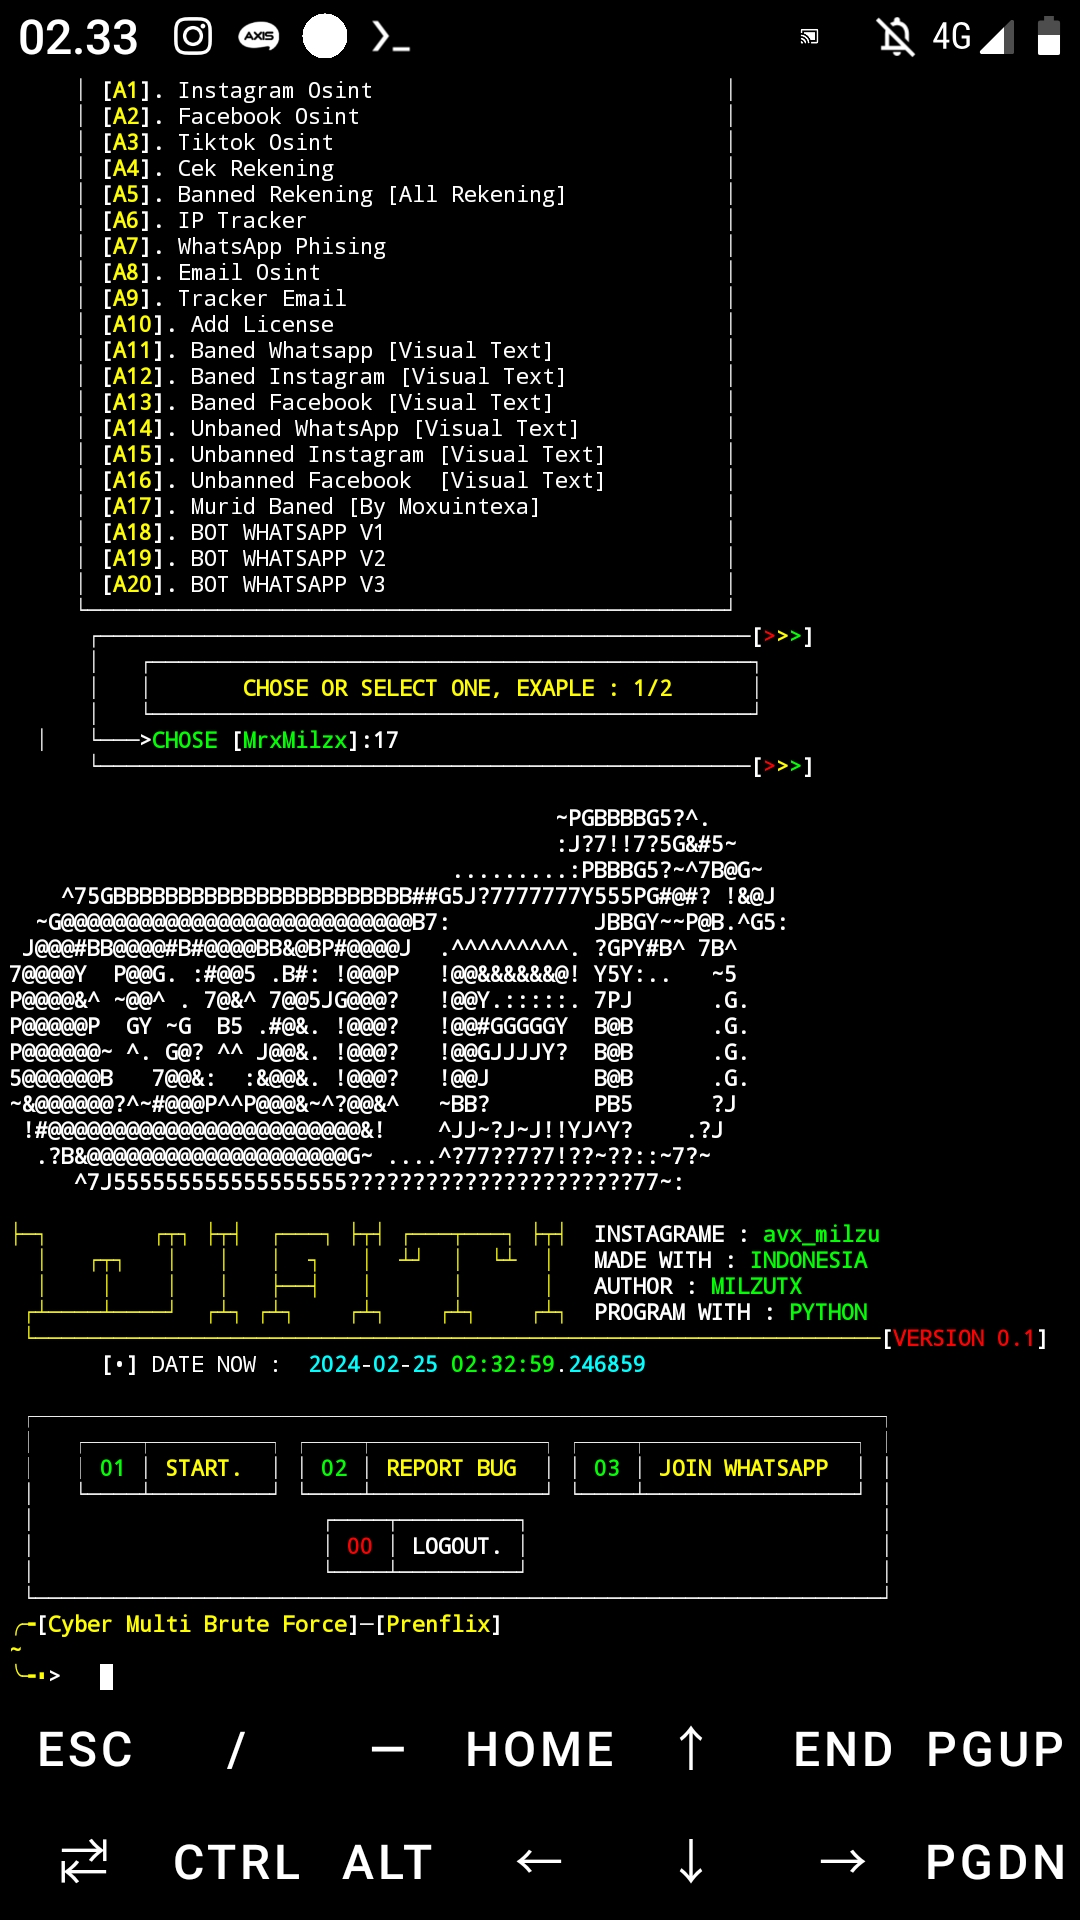 02.33 AXIS 4G
[A1]. Instagram Osint
[A2]. Facebook Osint
[A3]. Tiktok Osint
[A4]. Cek Rekening
[A5]. Banned Rekening [All Rekening]
[A6]. IP Tracker
[A7]. WhatsApp Phising
[A8]. Email Osint
[A9]. Tracker Email
[A10]. Add License
[A11]. Baned Whatsapp [Visual Text]
[A12]. Baned Instagram [Visual Text]
[A13]. Baned Facebook [Visual Text]
[A14]. Unbaned WhatsApp [Visual Text]
[A15]. Unbanned Instagram [Visual Text]
[A16]. Unbanned Facebook  [Visual Text]
[A17]. Murid Baned [By Moxuintexa]
[A18]. BOT WHATSAPP V1
[A19]. BOT WHATSAPP V2
[A20]. BOT WHATSAPP V3
[>>>]
CHOSE OR SELECT ONE, EXAPLE : 1/2
>CHOSE [MrxMilzx]:17
[>>>]
INSTAGRAME : avx_milzu
MADE WITH : INDONESIA
AUTHOR : MILZUTX
PROGRAM WITH : PYTHON
[VERSION 0.1]
[•] DATE NOW :  2024-02-25 02:32:59.246859
01 START. 02 REPORT BUG 03 JOIN WHATSAPP
00 LOGOUT.
[Cyber Multi Brute Force]─[Prenflix]
~
>
ESC / — HOME ↑ END PGUP
⇄ CTRL ALT ← ↓ → PGDN